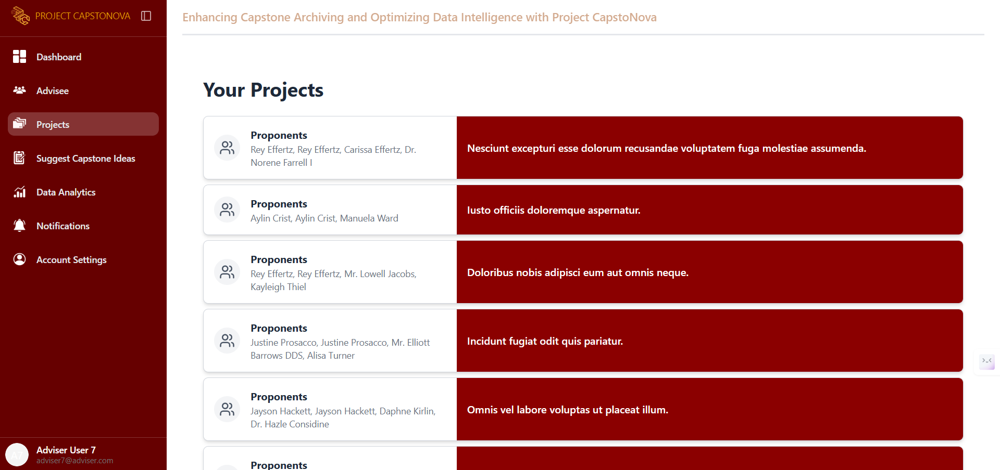 PROJECT CAPSTONOVA
Enhancing Capstone Archiving and Optimizing Data Intelligence with Project CapstoNova
Dashboard
Advisee
Projects
Suggest Capstone Ideas
Data Analytics
Notifications
Account Settings
A7
Adviser User 7
adviser7@adviser.com
Your Projects
Proponents
Rey Effertz, Rey Effertz, Carissa Effertz, Dr.
Norene Farrell I
Nesciunt excepturi esse dolorum recusandae voluptatem fuga molestiae assumenda.
Proponents
Aylin Crist, Aylin Crist, Manuela Ward
Iusto officiis doloremque aspernatur.
Proponents
Rey Effertz, Rey Effertz, Mr. Lowell Jacobs,
Kayleigh Thiel
Doloribus nobis adipisci eum aut omnis neque.
Proponents
Justine Prosacco, Justine Prosacco, Mr. Elliott
Barrows DDS, Alisa Turner
Incidunt fugiat odit quis pariatur.
Proponents
Jayson Hackett, Jayson Hackett, Daphne Kirlin,
Dr. Hazle Considine
Omnis vel labore voluptas ut placeat illum.
Proponents